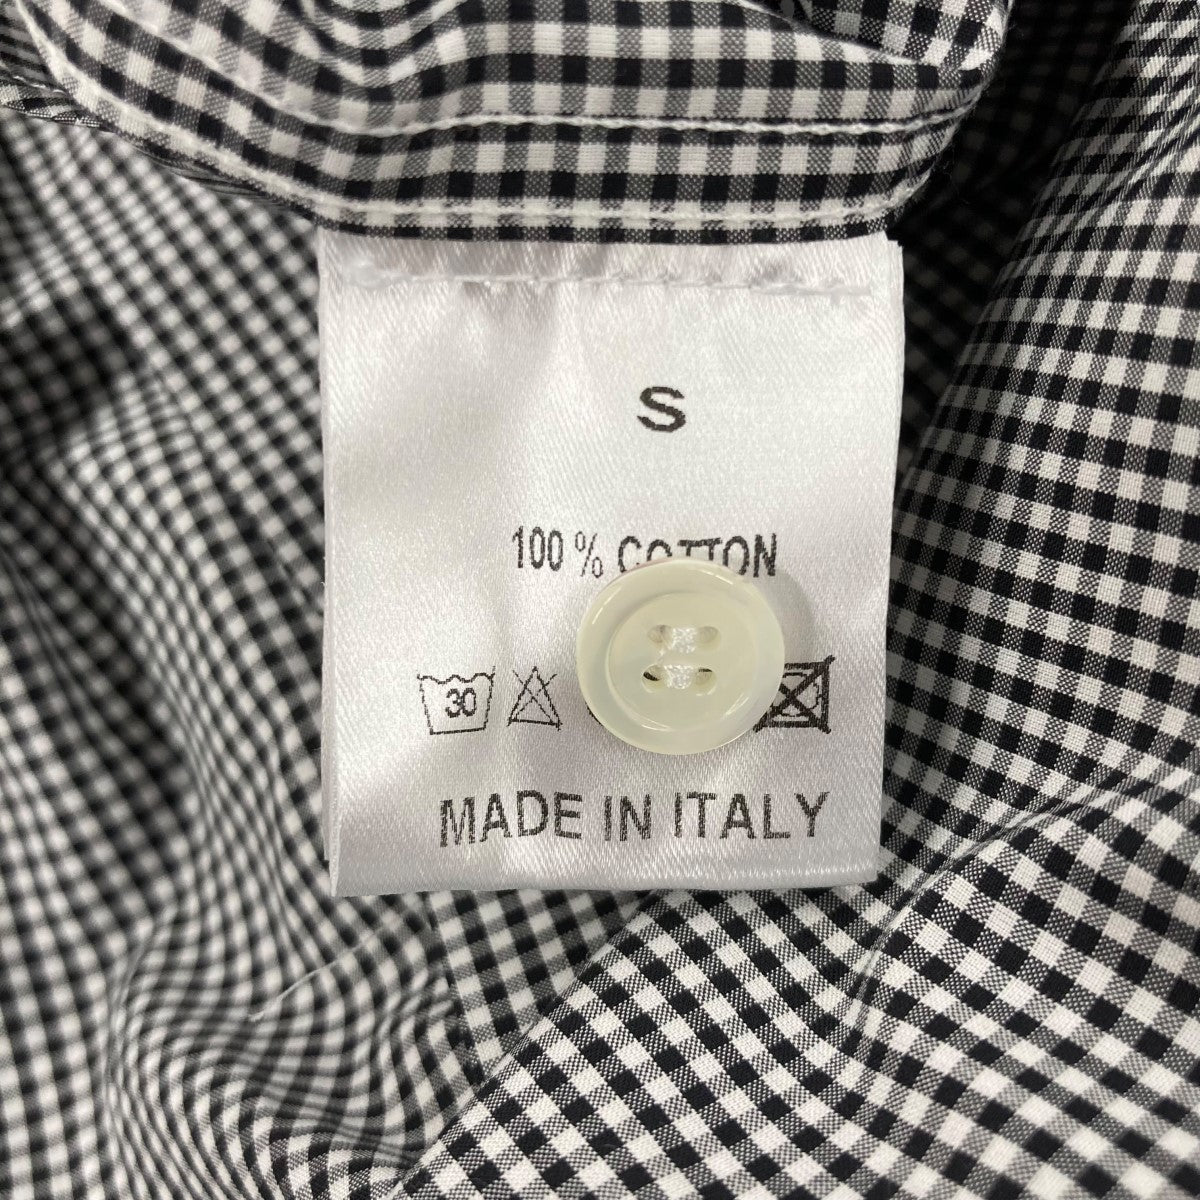 S
100 % COTTON
30
MADE IN ITALY